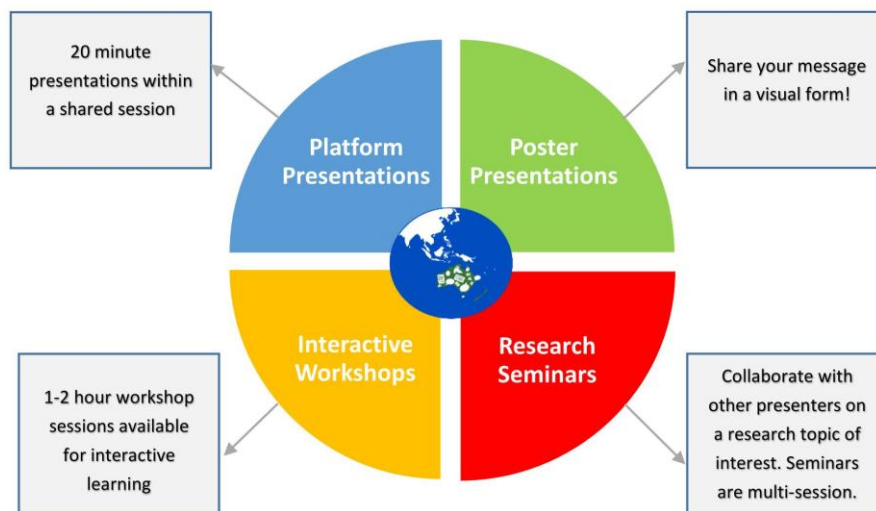 20 minute
presentations within
a shared session
Share your message
in a visual form!
Platform
Presentations
Poster
Presentations
Interactive
Workshops
Research
Seminars
1-2 hour workshop
sessions available
for interactive
learning
Collaborate with
other presenters on
a research topic of
interest. Seminars
are multi-session.